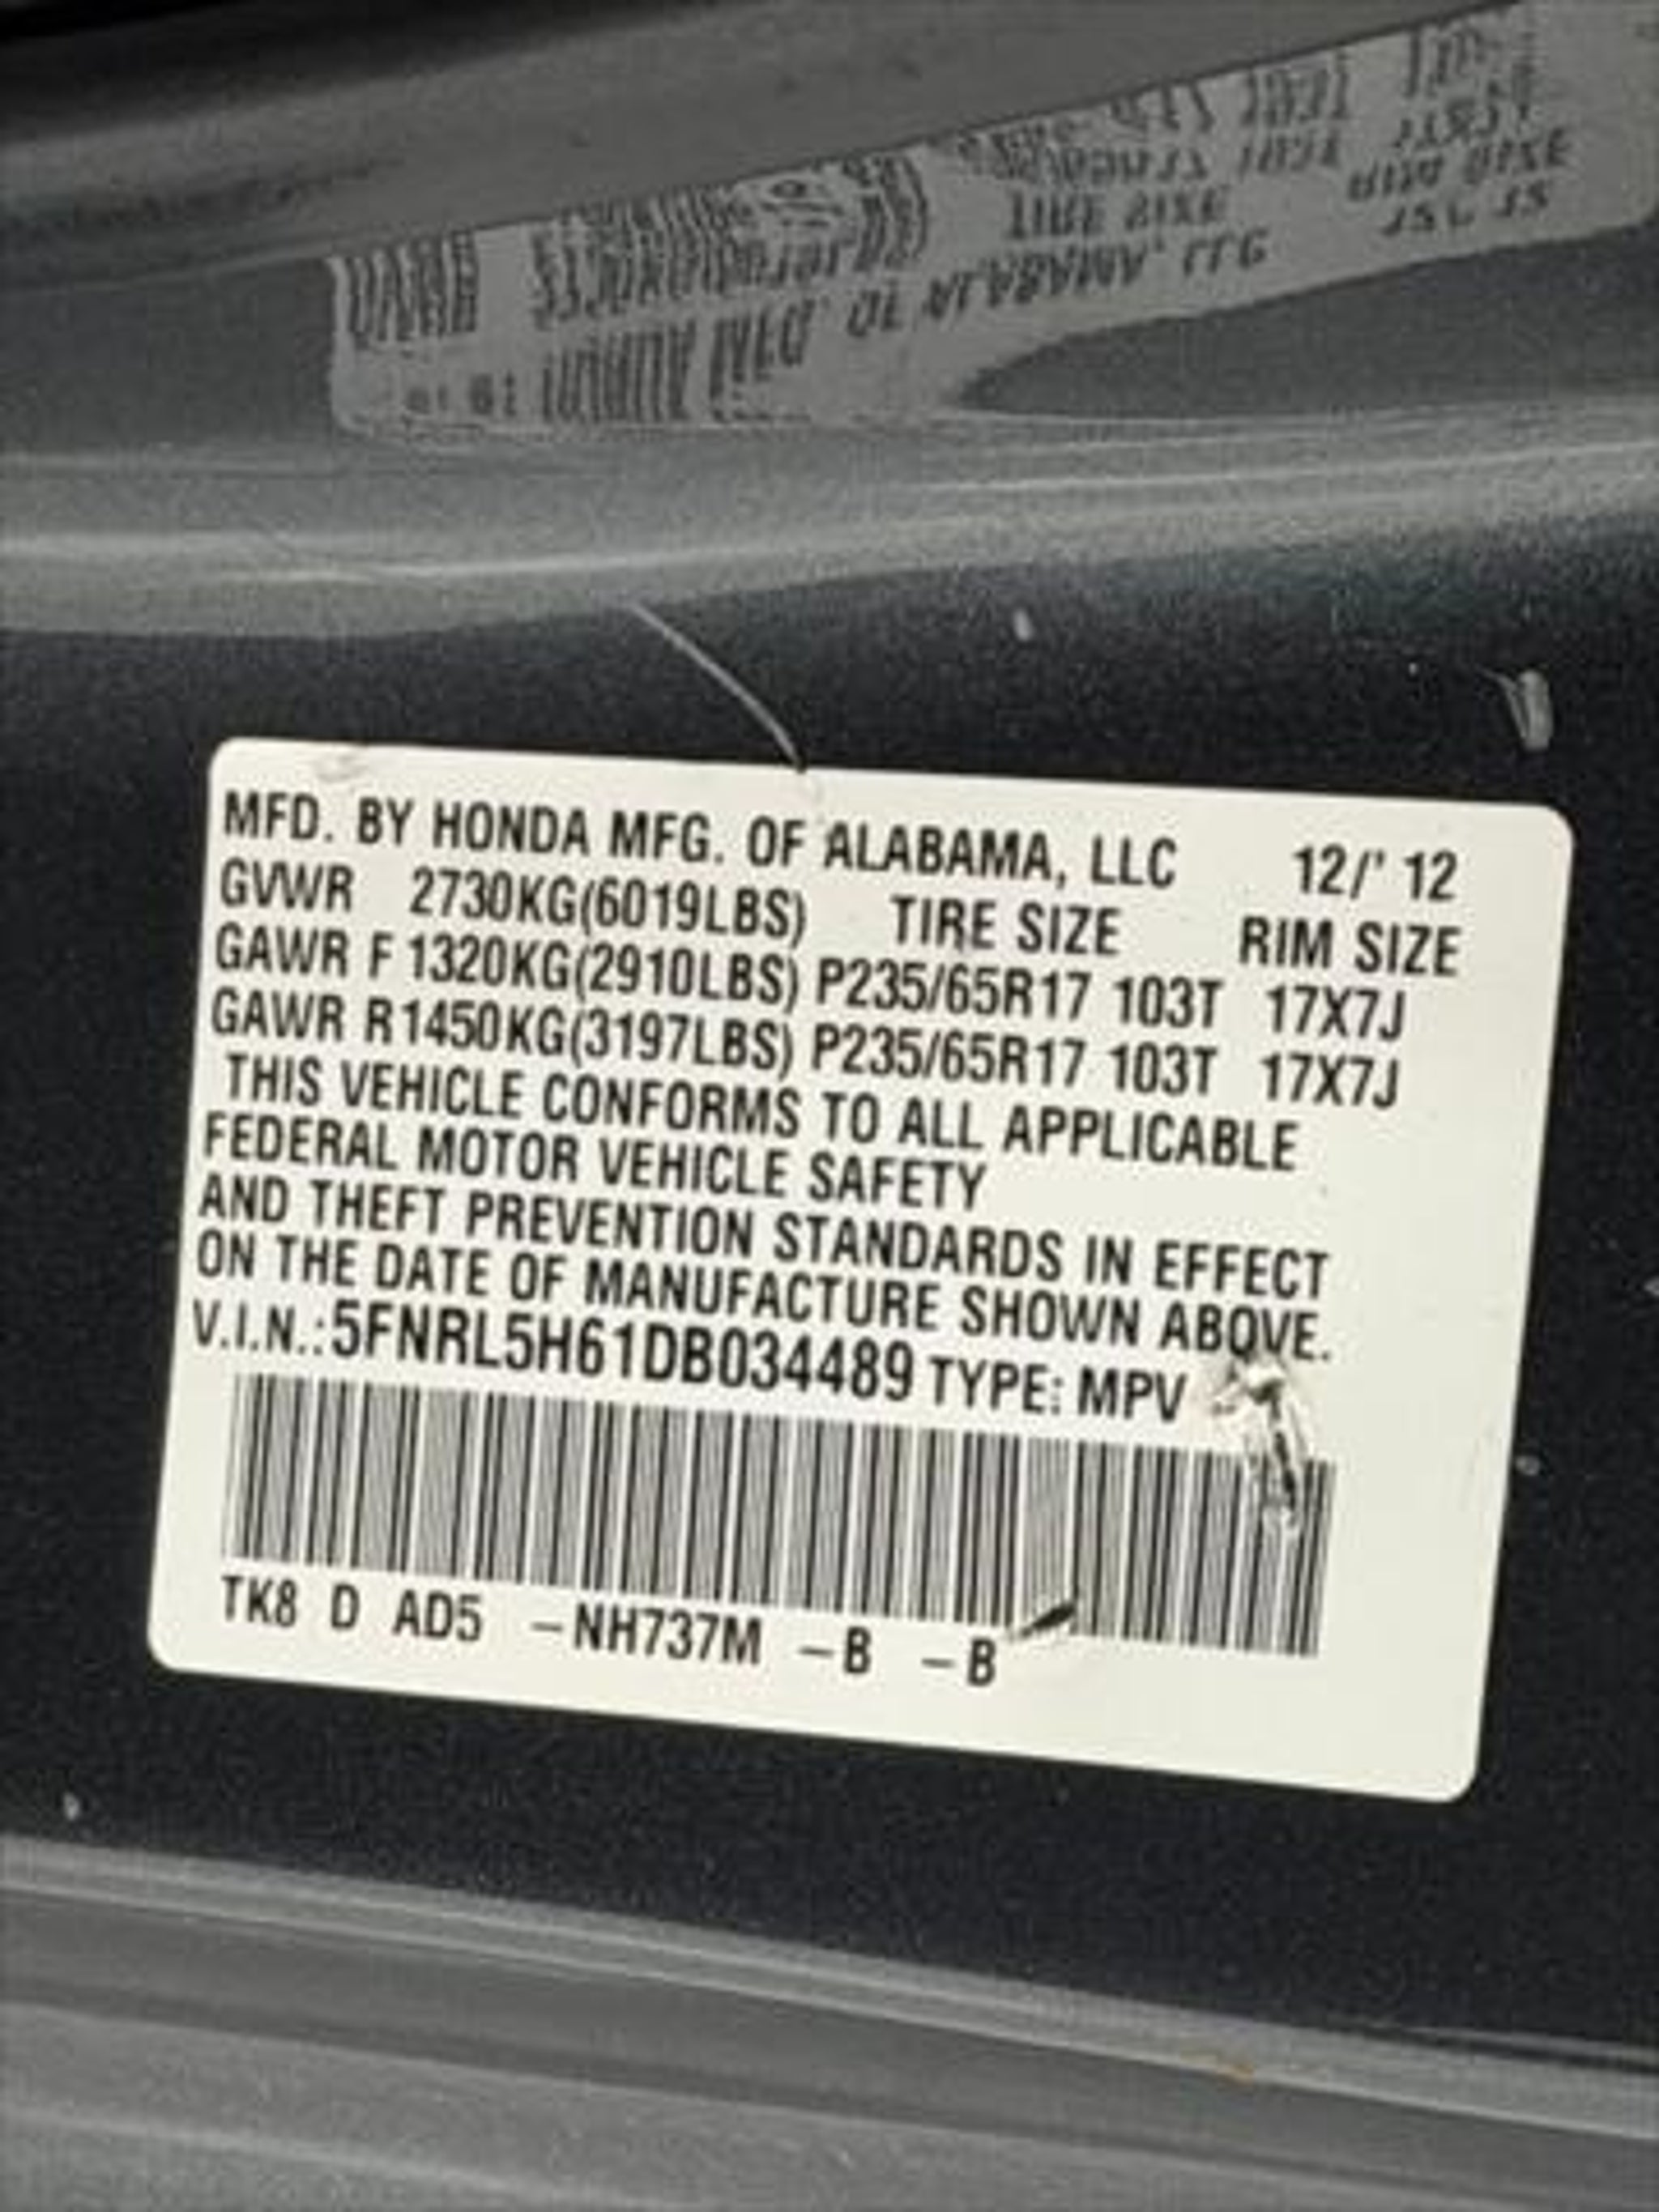 MFD. BY HONDA MFG. OF ALABAMA, LLC 12/' 12
GVWR 2730KG(6019LBS) TIRE SIZE RIM SIZE
GAWR F 1320KG(2910LBS) P235/65R17 103T 17X7J
GAWR R1450KG(3197LBS) P235/65R17 103T 17X7J
THIS VEHICLE CONFORMS TO ALL APPLICABLE
FEDERAL MOTOR VEHICLE SAFETY
AND THEFT PREVENTION STANDARDS IN EFFECT
ON THE DATE OF MANUFACTURE SHOWN ABOVE.
V.I.N.:5FNRL5H61DB034489 TYPE: MPV
TK8 D AD5 -NH737M -B -B